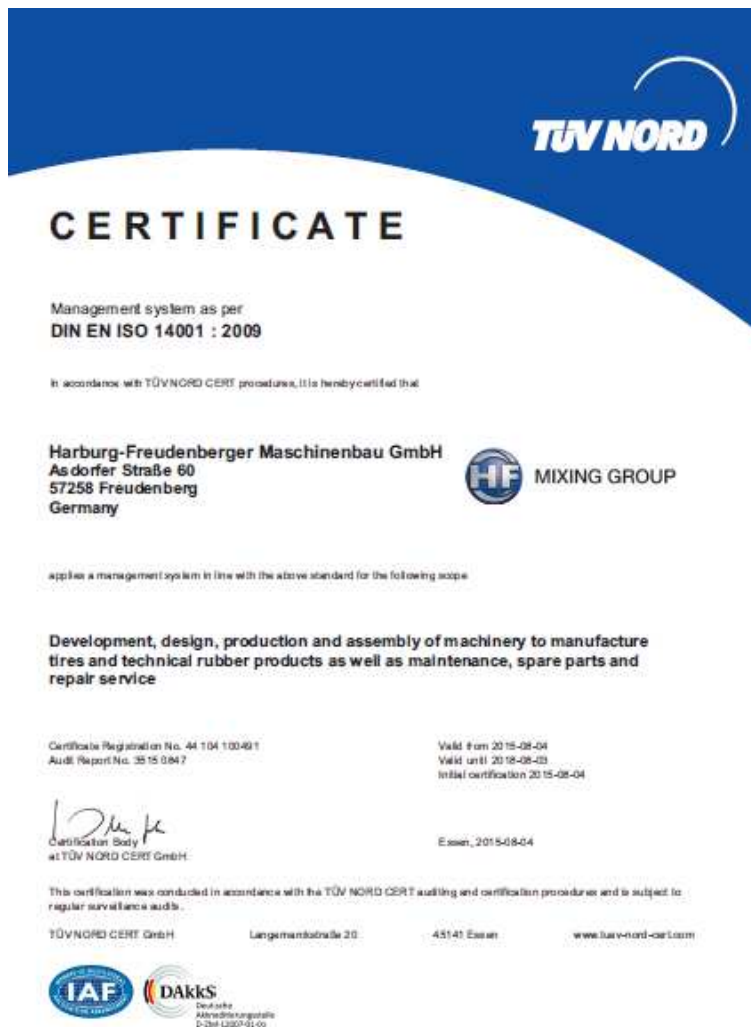 TÜV NORD
CERTIFICATE
Management system as per
DIN EN ISO 14001 : 2009
In accordance with TÜV NORD CERT procedures, it is hereby certified that
Harburg-Freudenberger Maschinenbau GmbH
Asdorfer Straße 60
57258 Freudenberg
Germany
HF MIXING GROUP
applies a management system in line with the above standard for the following scope
Development, design, production and assembly of machinery to manufacture
tires and technical rubber products as well as maintenance, spare parts and
repair service
Certificate Registration No. 44 104 100491
Audit Report No. 3515 0847
Valid from 2015-08-04
Valid until 2018-08-03
Initial certification 2015-08-04
Certification Body
at TÜV NORD CERT GmbH
Essen, 2015-08-04
This certification was conducted in accordance with the TÜV NORD CERT auditing and certification procedures and is subject to
regular surveillance audits.
TÜV NORD CERT GmbH Langemarckstraße 20 45141 Essen www.tuev-nord-cert.com
IAF
DAkkS
Deutsche
Akkreditierungsstelle